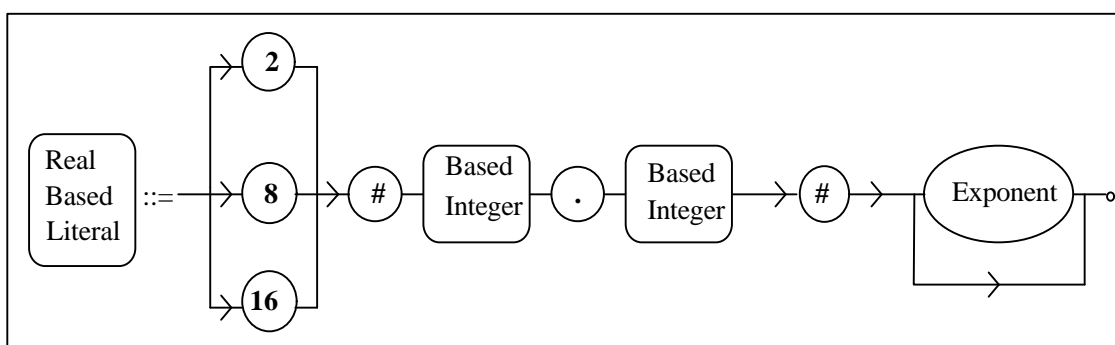 2
Real
Based
Literal
::=
8
#
Based
Integer
.
Based
Integer
#
Exponent
16